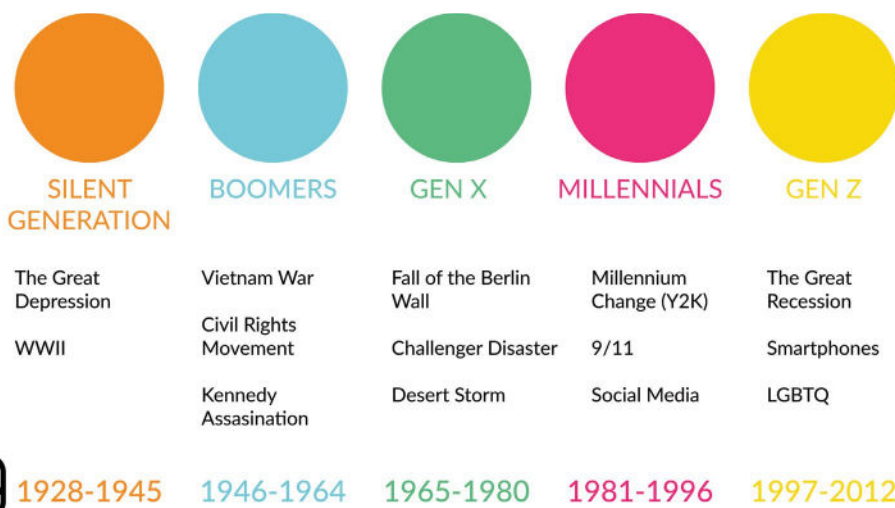 SILENT
GENERATION
BOOMERS
GEN X
MILLENNIALS
GEN Z
The Great
Depression
WWII
Vietnam War
Civil Rights
Movement
Kennedy
Assasination
Fall of the Berlin
Wall
Challenger Disaster
Desert Storm
Millennium
Change (Y2K)
9/11
Social Media
The Great
Recession
Smartphones
LGBTQ
1928-1945
1946-1964
1965-1980
1981-1996
1997-2012